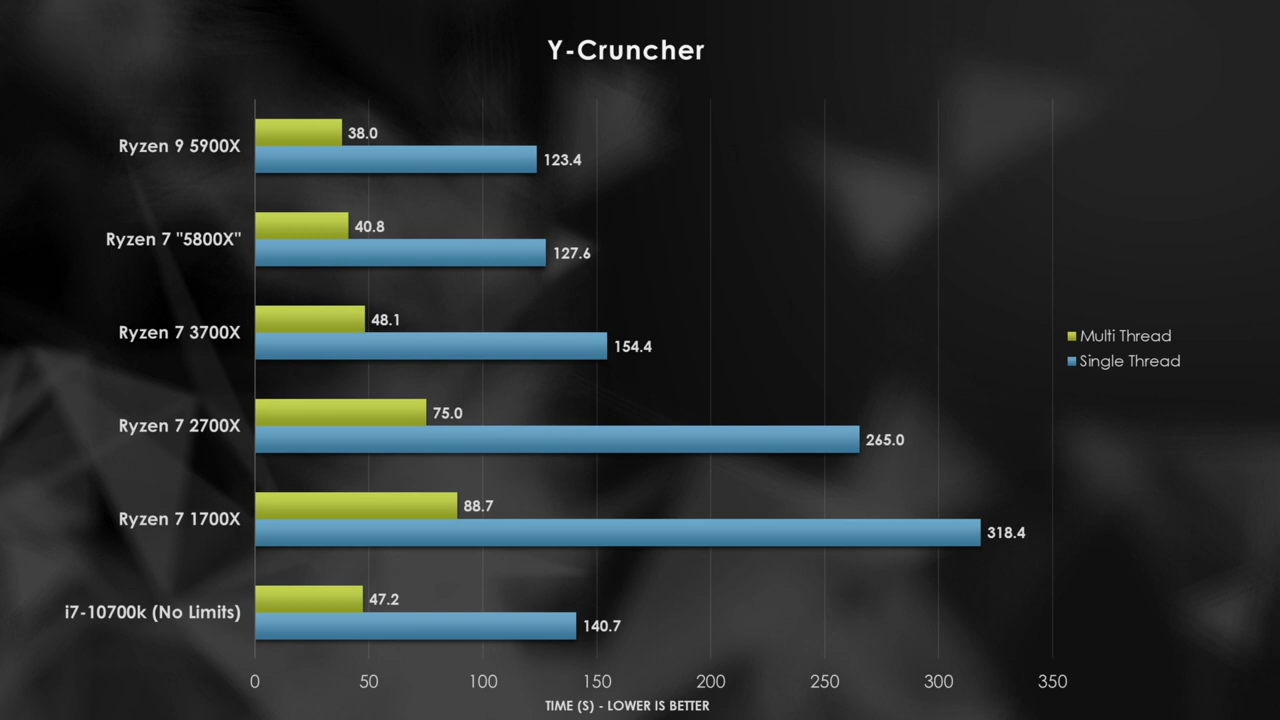 Y-Cruncher
Ryzen 9 5900X
38.0
123.4
Ryzen 7 "5800X"
40.8
127.6
Ryzen 7 3700X
48.1
154.4
Ryzen 7 2700X
75.0
265.0
Ryzen 7 1700X
88.7
318.4
i7-10700k (No Limits)
47.2
140.7
Multi Thread
Single Thread
0 50 100 150 200 250 300 350
TIME (S) - LOWER IS BETTER